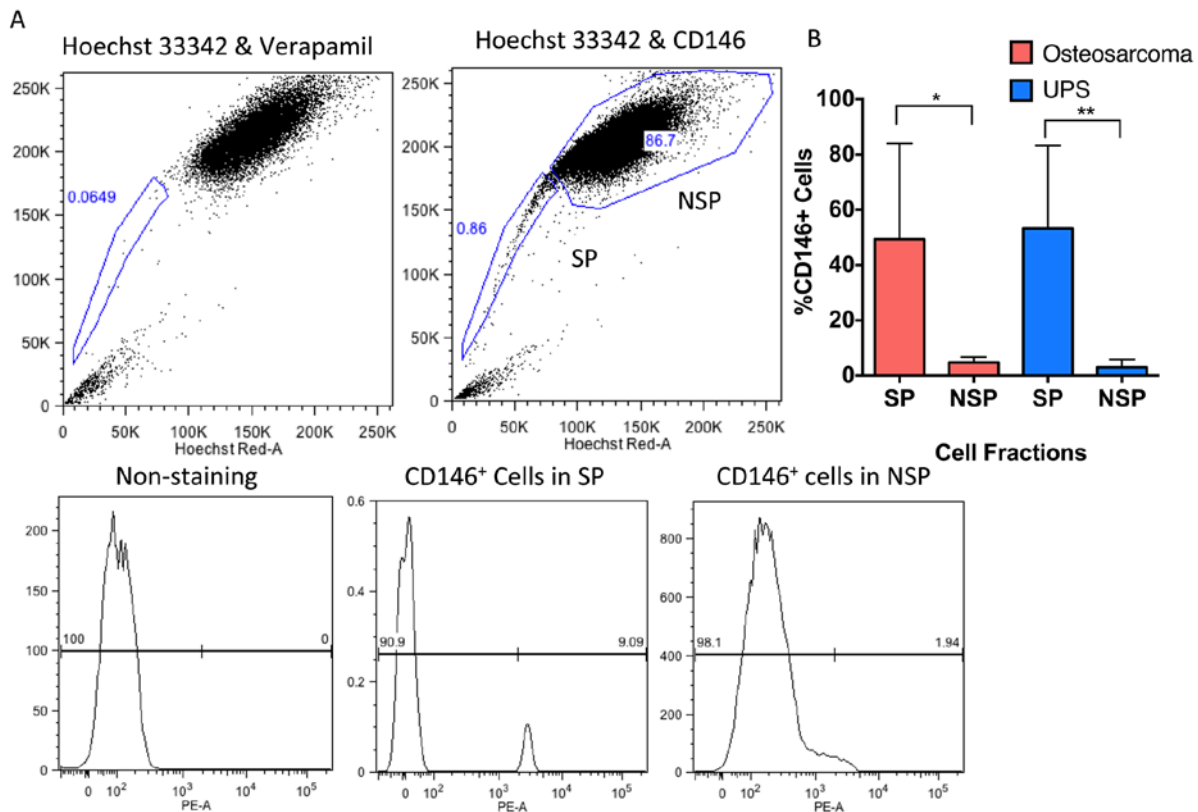 A
Hoechst 33342 & Verapamil
250K
200K
150K
100K
50K
0
0.0649
0 50K 100K 150K 200K 250K
Hoechst Red-A
Hoechst 33342 & CD146
250K
200K
150K
100K
50K
0
86.7
NSP
0.86
SP
0 50K 100K 150K 200K 250K
Hoechst Red-A
B
Osteosarcoma
UPS
%CD146+ Cells
100
80
60
40
20
0
*
**
SP NSP SP NSP
Cell Fractions
Non-staining
200
150
100
50
0
100 0
0 10² 10³ 10⁴ 10⁵
PE-A
CD146⁺ Cells in SP
0.6
0.4
0.2
0
90.9 9.09
0 10² 10³ 10⁴ 10⁵
PE-A
CD146⁺ cells in NSP
800
600
400
200
0
98.1 1.94
0 10² 10³ 10⁴ 10⁵
PE-A